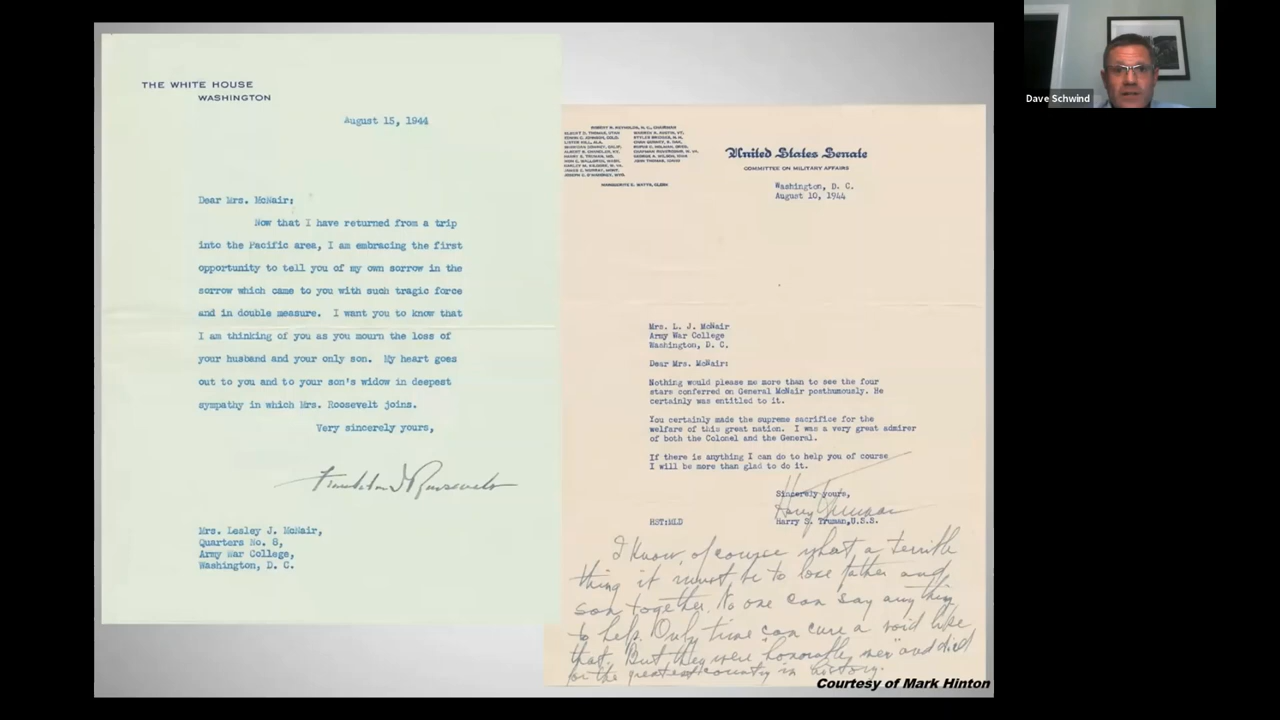 THE WHITE HOUSE
WASHINGTON
August 15, 1944
Dear Mrs. McNair:
Now that I have returned from a trip
into the Pacific area, I am embracing the first
opportunity to tell you of my own sorrow in the
sorrow which came to you with such tragic force
and in double measure. I want you to know that
I am thinking of you as you mourn the loss of
your husband and your only son. My heart goes
out to you and to your son's widow in deepest
sympathy in which Mrs. Roosevelt joins.
Very sincerely yours,
Franklin D Roosevelt
Mrs. Lesley J. McNair,
Quarters No. 8,
Army War College,
Washington, D. C.
United States Senate
COMMITTEE ON MILITARY AFFAIRS
Washington, D. C.
August 10, 1944
Mrs. L. J. McNair
Army War College
Washington, D. C.
Dear Mrs. McNair:
Nothing would please me more than to see the four
stars conferred on General McNair posthumously. He
certainly was entitled to it.
You certainly made the supreme sacrifice for the
welfare of this great nation. I was a very great admirer
of both the Colonel and the General.
If there is anything I can do to help you of course
I will be more than glad to do it.
Sincerely yours,
Harry Truman
HST:MLD
Harry S. Truman,U.S.S.
I know, of course what a terrible
thing it must be to lose father and
son together. No one can say anything
to help. Only time can cure a void like
that. But they were "honorable men" and died
for the greatest country in history.
Courtesy of Mark Hinton
Dave Schwind